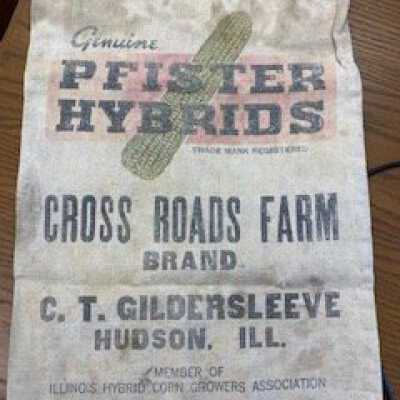 Genuine
PFISTER
HYBRIDS
TRADE MARK REGISTERED
CROSS ROADS FARM
BRAND
C. T. GILDERSLEEVE
HUDSON, ILL.
MEMBER OF
ILLINOIS HYBRID CORN GROWERS ASSOCIATION